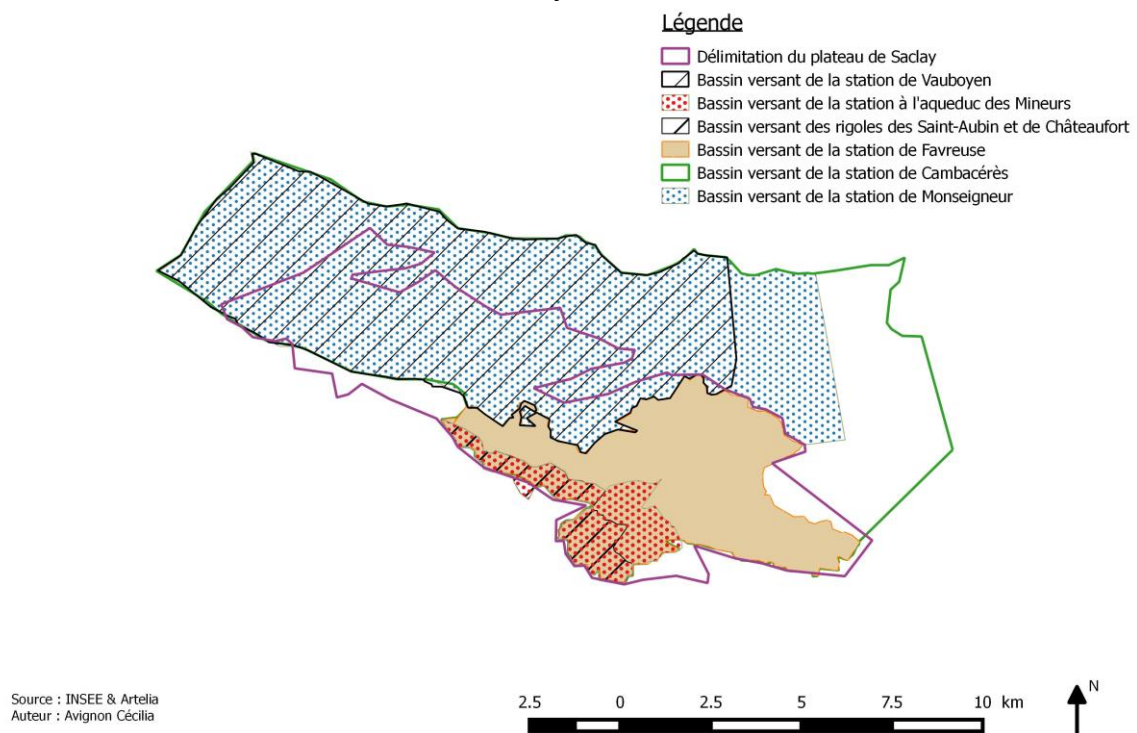 Légende
Délimitation du plateau de Saclay
Bassin versant de la station de Vauboyen
Bassin versant de la station à l'aqueduc des Mineurs
Bassin versant des rigoles des Saint-Aubin et de Châteaufort
Bassin versant de la station de Favreuse
Bassin versant de la station de Cambacérès
Bassin versant de la station de Monseigneur
Source : INSEE & Artelia
Auteur : Avignon Cécilia
2.5 0 2.5 5 7.5 10 km
N